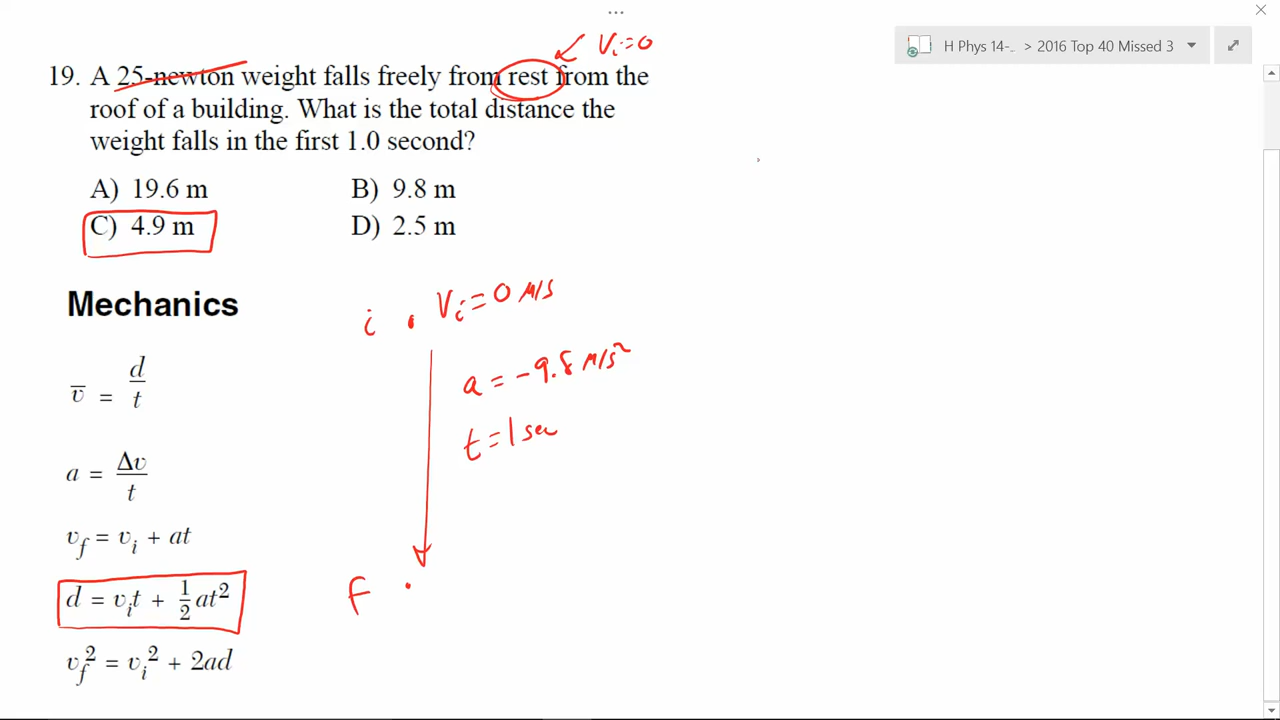 ...
H Phys 14-.. > 2016 Top 40 Missed 3
Vi=0
19. A 25-newton weight falls freely from rest from the
roof of a building. What is the total distance the
weight falls in the first 1.0 second?
A) 19.6 m B) 9.8 m
C) 4.9 m D) 2.5 m
Mechanics
i Vi=0 M/s
v̄ = d/t
a = -9.8 M/s²
t = 1 sec
a = Δv/t
vf = vi + at
d = vit + 1/2 at²
F
vf² = vi² + 2ad